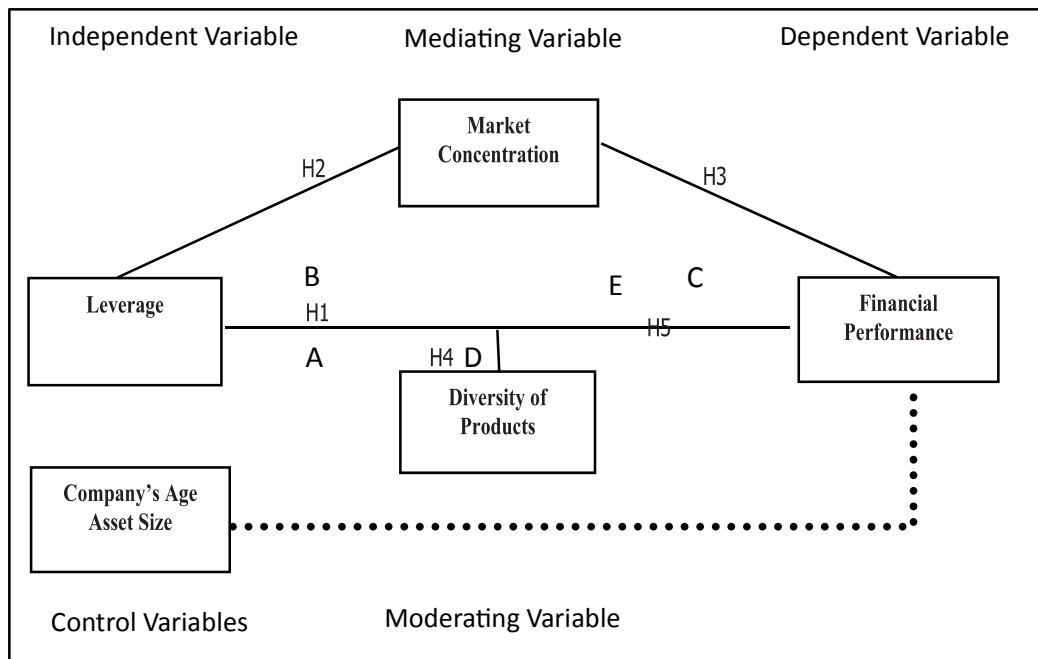 Independent Variable
Mediating Variable
Dependent Variable
Market
Concentration
H2
H3
B
E
C
Leverage
H1
H5
Financial
Performance
A
H4
D
Diversity of
Products
Company's Age
Asset Size
Control Variables
Moderating Variable